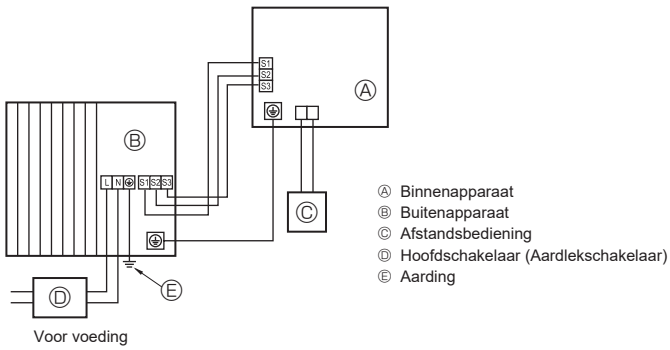 S1
S2
S3
Ⓐ
Ⓑ
L N S1 S2 S3
Ⓒ
Ⓓ
Ⓔ
Voor voeding
Ⓐ Binnenapparaat
Ⓑ Buitenapparaat
Ⓒ Afstandsbediening
Ⓓ Hoofdschakelaar (Aardlekschakelaar)
Ⓔ Aarding